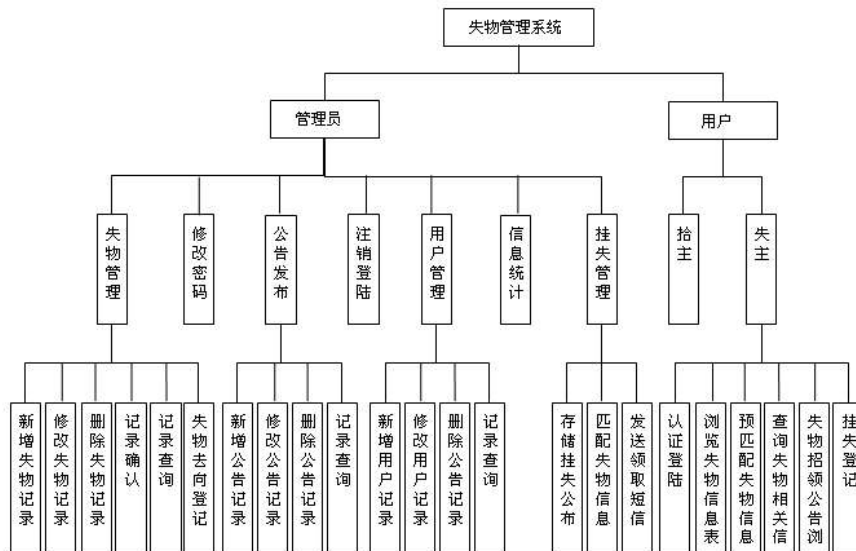 失物管理系统
管理员
用户
失物管理
修改密码
公告发布
注销登陆
用户管理
信息统计
挂失管理
拾主
失主
新增失物记录
修改失物记录
删除失物记录
记录确认
记录查询
失物去向登记
新增公告记录
修改公告记录
删除公告记录
记录查询
新增用户记录
修改用户记录
删除公告记录
记录查询
存储挂失公布
匹配失物信息
发送领取短信
认证登陆
浏览失物信息表
预匹配失物信息
查询失物相关信
失物招领公告浏
挂失登记